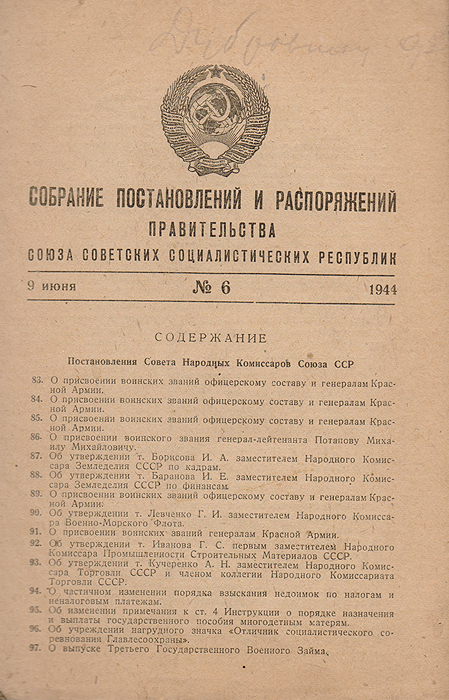 СОБРАНИЕ ПОСТАНОВЛЕНИЙ И РАСПОРЯЖЕНИЙ
ПРАВИТЕЛЬСТВА
СОЮЗА СОВЕТСКИХ СОЦИАЛИСТИЧЕСКИХ РЕСПУБЛИК
9 июня № 6 1944
СОДЕРЖАНИЕ
Постановления Совета Народных Комиссаров Союза ССР
83. О присвоении воинских званий офицерскому составу и генералам Крас-
ной Армии.
84. О присвоении воинских званий офицерскому составу и генералам Крас-
ной Армии.
85. О присвоении воинских званий офицерскому составу и генералам Крас-
ной Армии.
86. О присвоении воинского звания генерал-лейтенанта Потапову Миха-
илу Михайловичу.
87. Об утверждении т. Борисова И. А. заместителем Народного Комис-
сара Земледелия СССР по кадрам.
88. Об утверждении т. Баранова И. Е. заместителем Народного Комис-
сара Земледелия СССР по финансам.
89. О присвоении воинских званий офицерскому составу и генералам Крас-
ной Армии.
90. Об утверждении т. Левченко Г. И. заместителем Народного Комисса-
ра Военно-Морского Флота.
91. О присвоении воинских званий генералам Красной Армии.
92. Об утверждении т. Иванова Г. С. первым заместителем Народного
Комиссара Промышленности Строительных Материалов СССР.
93. Об утверждении т. Кучеренко А. Н. заместителем Народного Комис-
сара Торговли СССР и членом коллегии Народного Комиссариата
Торговли СССР.
94. О частичном изменении порядка взыскания недоимок по налогам и
неналоговым платежам.
95. Об изменении примечания к ст. 4 Инструкции о порядке назначения
и выплаты государственного пособия многодетным матерям.
96. Об учреждении нагрудного значка «Отличник социалистического со-
ревнования Главлесоохраны».
97. О выпуске Третьего Государственного Военного Займа.